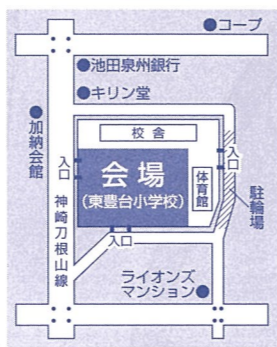 ●コープ
●池田泉州銀行
●キリン堂
●加納会館
校舎
入口
会場
(東豊台小学校)
体育館
入口
駐輪場
神崎刀根山線
入口
ライオンズ
マンション●